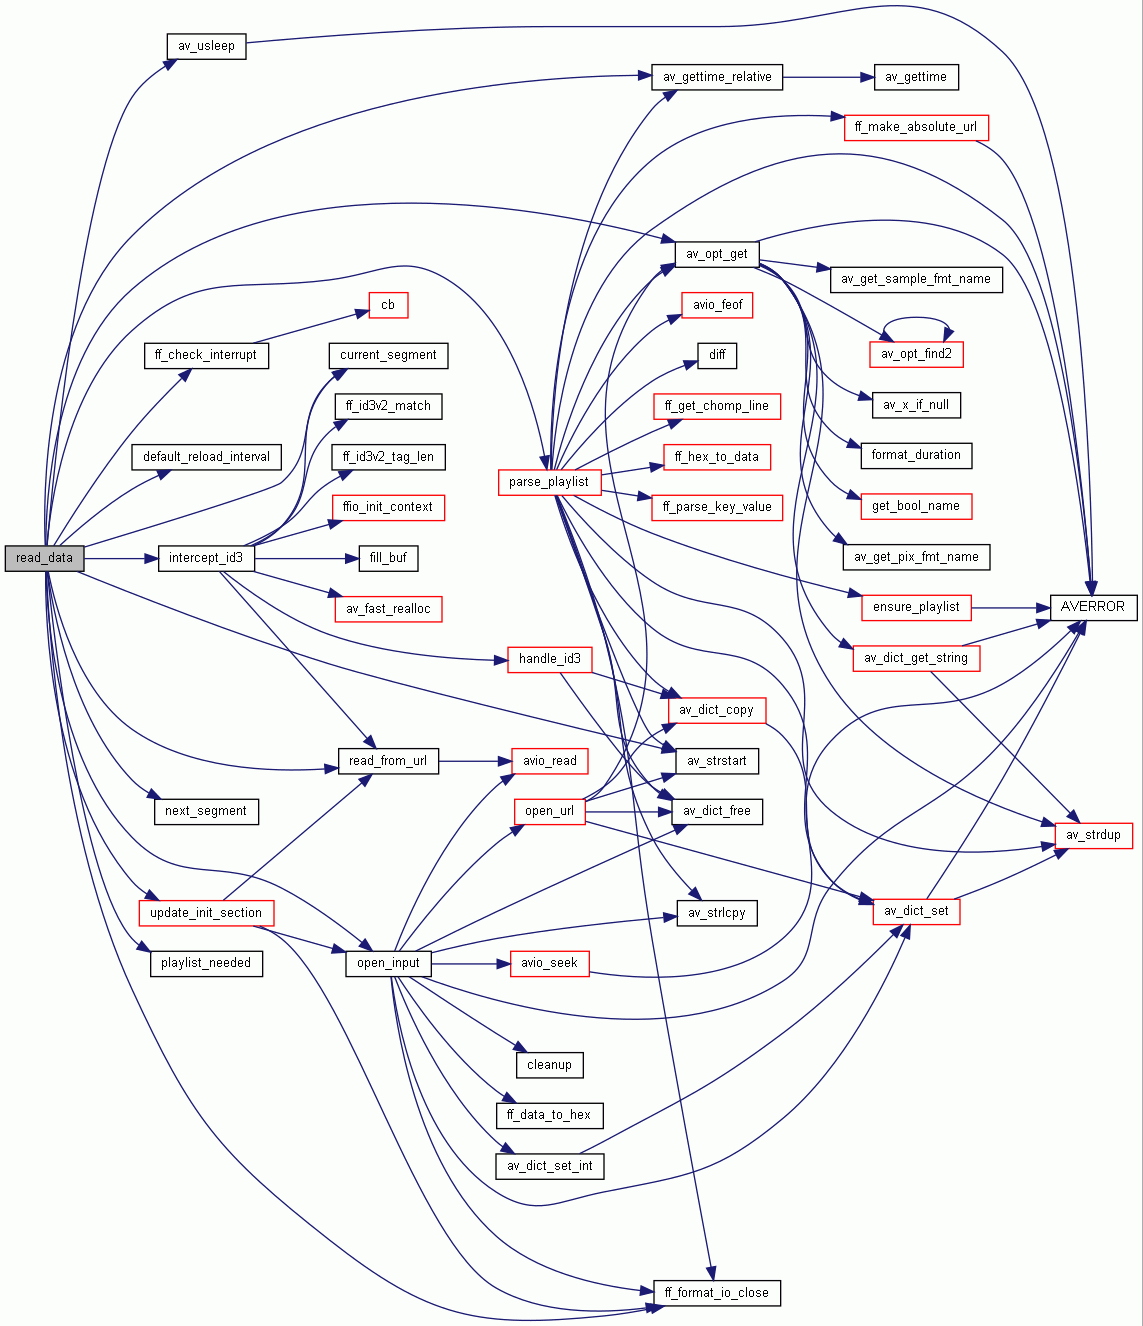 av_usleep
av_gettime_relative
av_gettime
ff_make_absolute_url
av_opt_get
av_get_sample_fmt_name
cb
avio_feof
ff_check_interrupt
current_segment
diff
av_opt_find2
ff_id3v2_match
ff_get_chomp_line
av_x_if_null
default_reload_interval
ff_id3v2_tag_len
ff_hex_to_data
format_duration
parse_playlist
ffio_init_context
ff_parse_key_value
get_bool_name
read_data
intercept_id3
fill_buf
av_get_pix_fmt_name
av_fast_realloc
ensure_playlist
AVERROR
handle_id3
av_dict_get_string
av_dict_copy
read_from_url
avio_read
av_strstart
next_segment
open_url
av_dict_free
av_strdup
update_init_section
av_strlcpy
av_dict_set
playlist_needed
open_input
avio_seek
cleanup
ff_data_to_hex
av_dict_set_int
ff_format_io_close